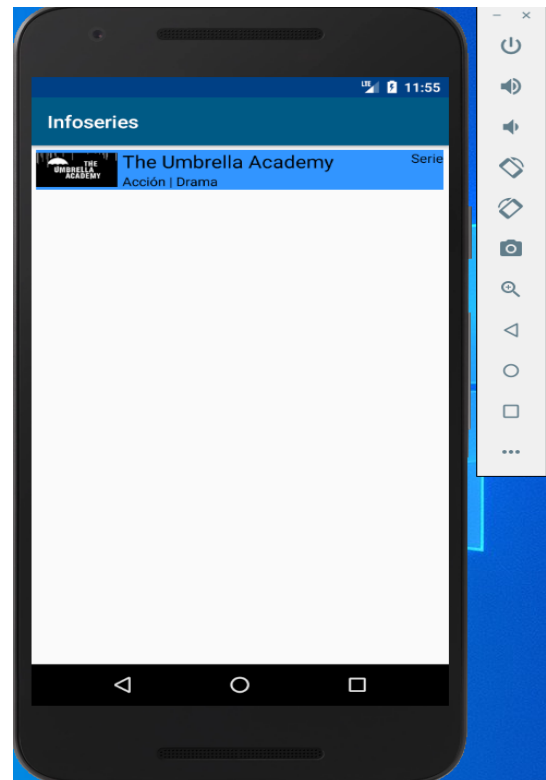 LTE 11:55
Infoseries
THE
UMBRELLA
ACADEMY
The Umbrella Academy
Serie
Acción | Drama